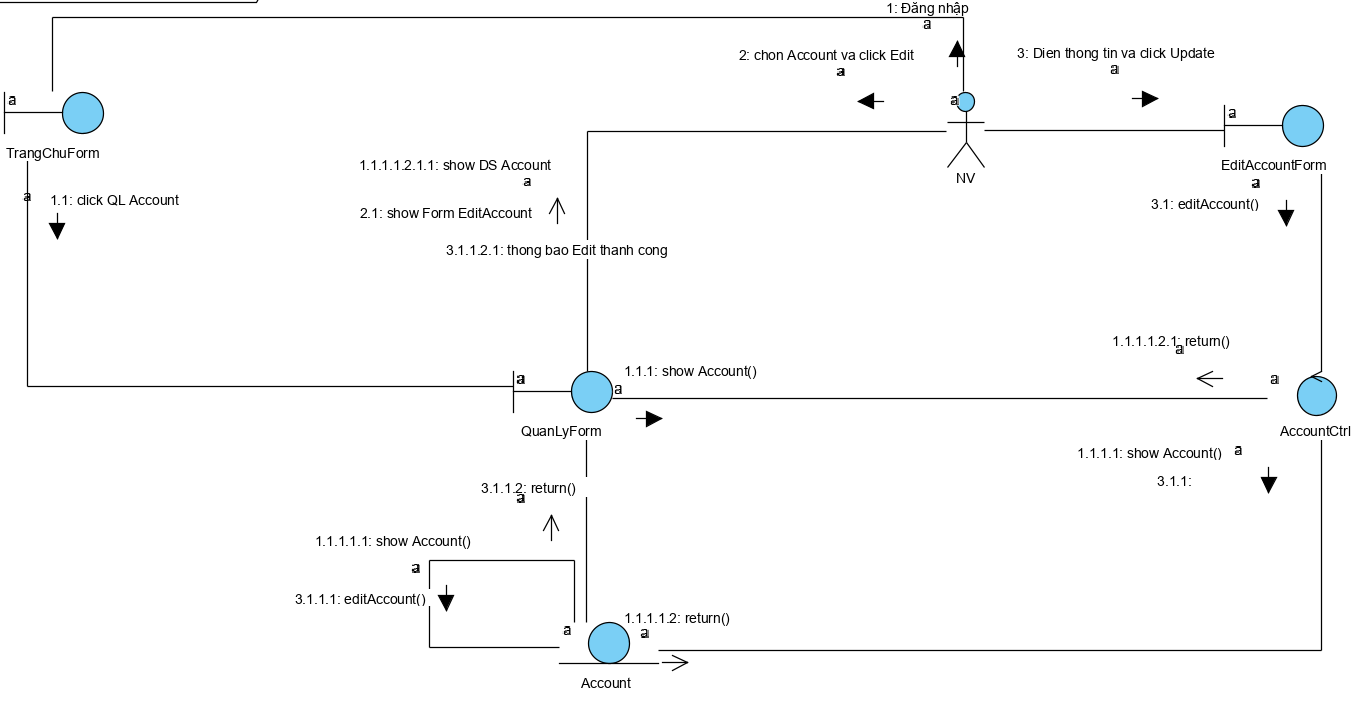 1: Đăng nhập
a
2: chon Account va click Edit
a
3: Dien thong tin va click Update
a
a
a
a
TrangChuForm
NV
EditAccountForm
1.1.1.1.2.1.1: show DS Account
a
a
a
1.1: click QL Account
2.1: show Form EditAccount
3.1: editAccount()
3.1.1.2.1: thong bao Edit thanh cong
1.1.1.1.2.1: return()
a
1.1.1: show Account()
a
a
a
QuanLyForm
AccountCtrl
1.1.1.1: show Account()
a
3.1.1:
3.1.1.2: return()
a
1.1.1.1.1: show Account()
a
3.1.1.1: editAccount()
1.1.1.1.2: return()
a
a
Account